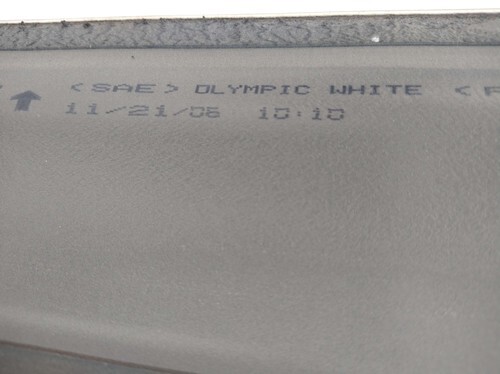 <SAE> OLYMPIC WHITE <
11/21/06 10:10